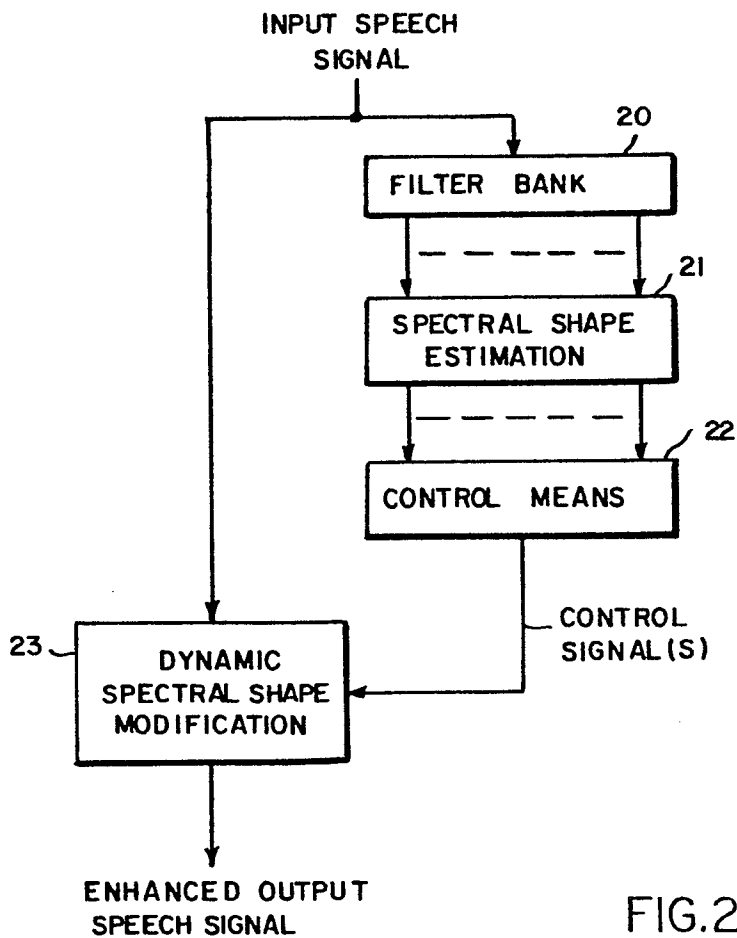 INPUT SPEECH
SIGNAL
20
FILTER BANK
21
SPECTRAL SHAPE
ESTIMATION
22
CONTROL MEANS
CONTROL
SIGNAL(S)
23
DYNAMIC
SPECTRAL SHAPE
MODIFICATION
ENHANCED OUTPUT
SPEECH SIGNAL
FIG.2